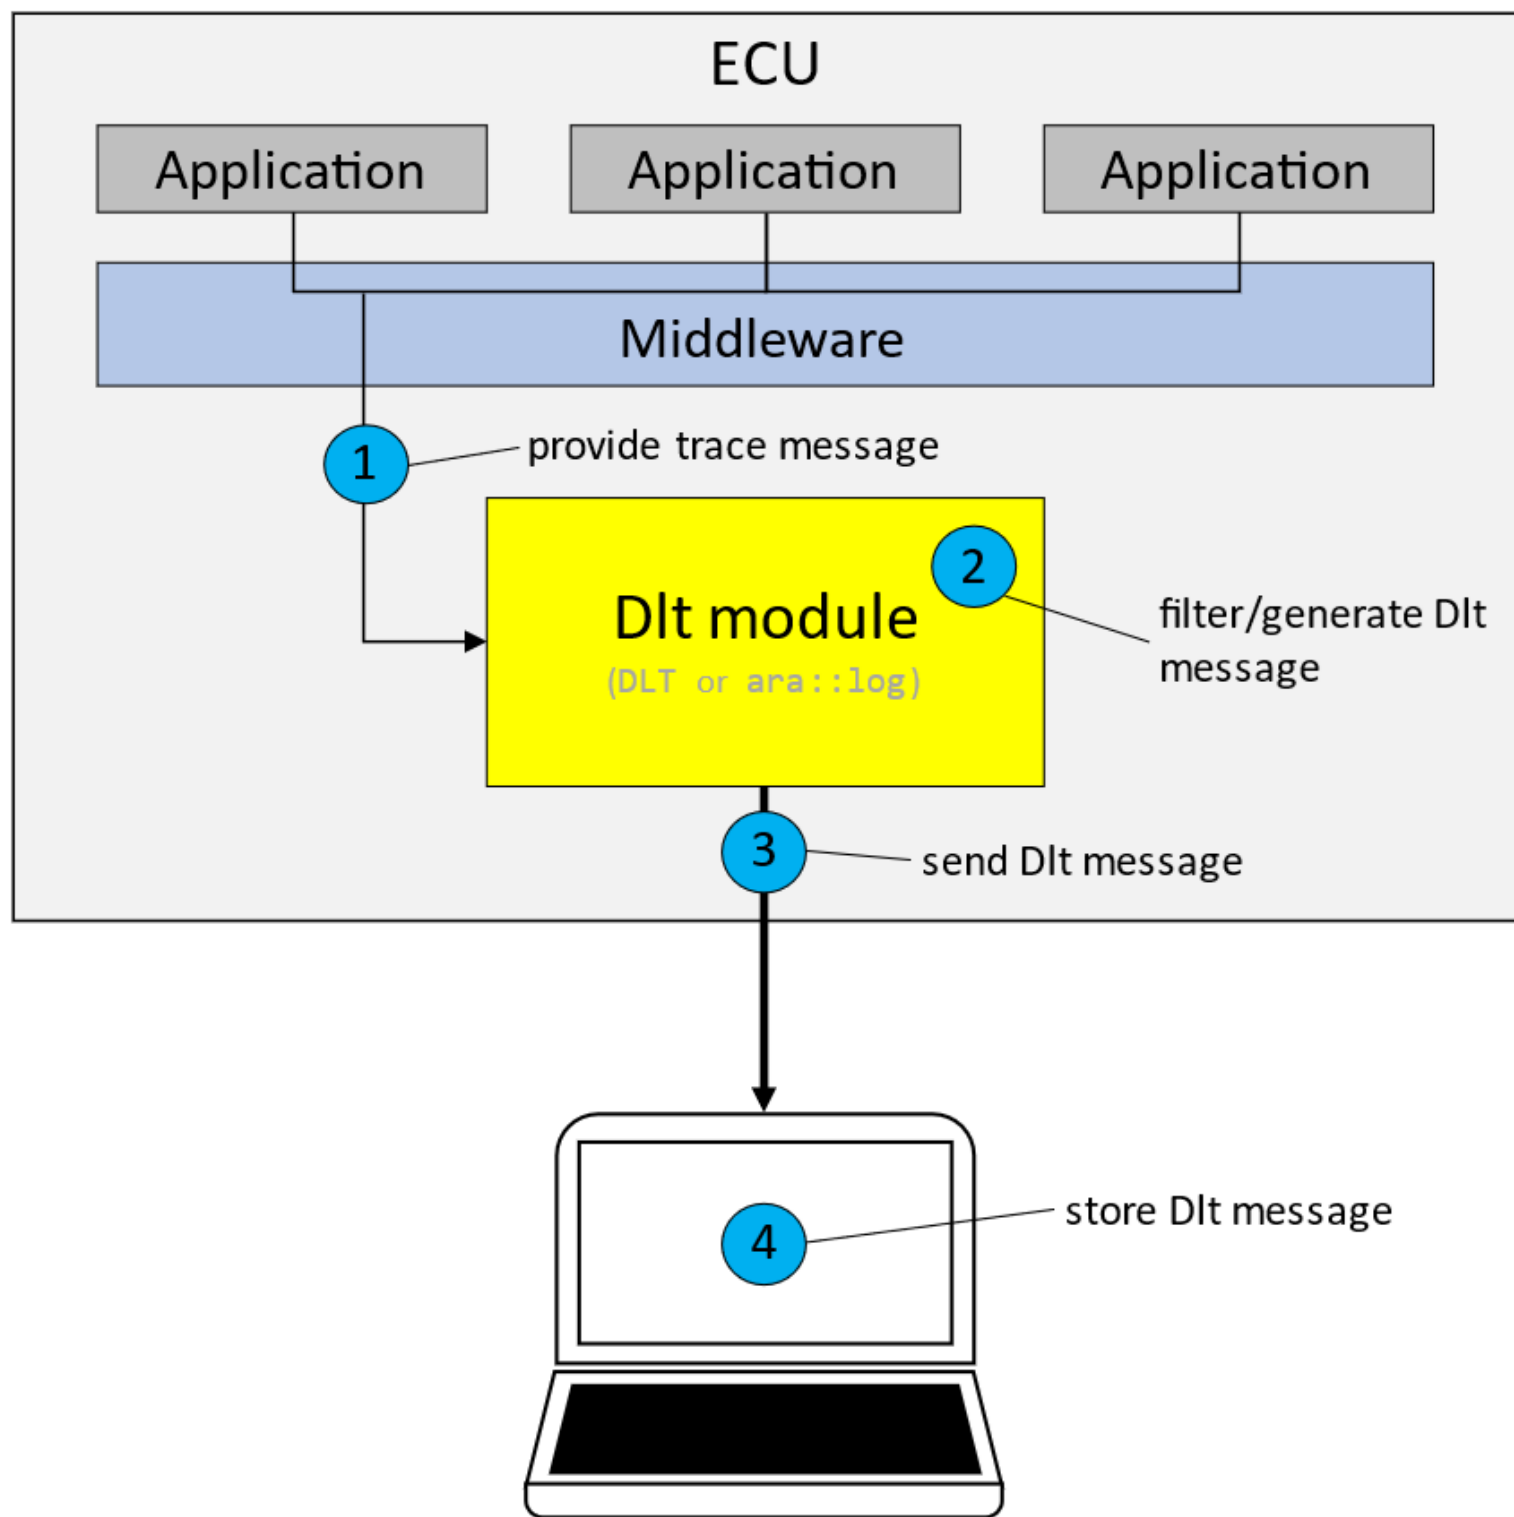 ECU
Application Application Application
Middleware
1 provide trace message
2
Dlt module
(DLT or ara::log)
filter/generate Dlt
message
3 send Dlt message
4 store Dlt message